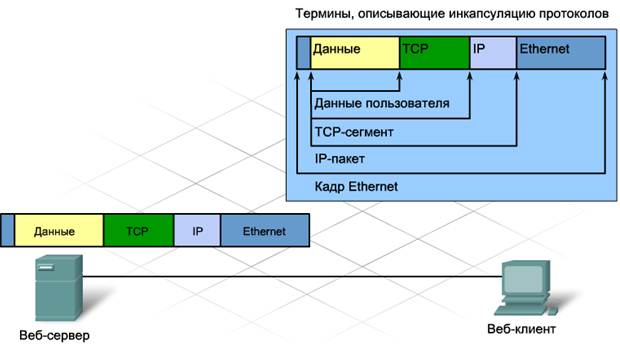 Термины, описывающие инкапсуляцию протоколов
Данные TCP IP Ethernet
Данные пользователя
TCP-сегмент
IP-пакет
Кадр Ethernet
Данные TCP IP Ethernet
Веб-сервер
Веб-клиент